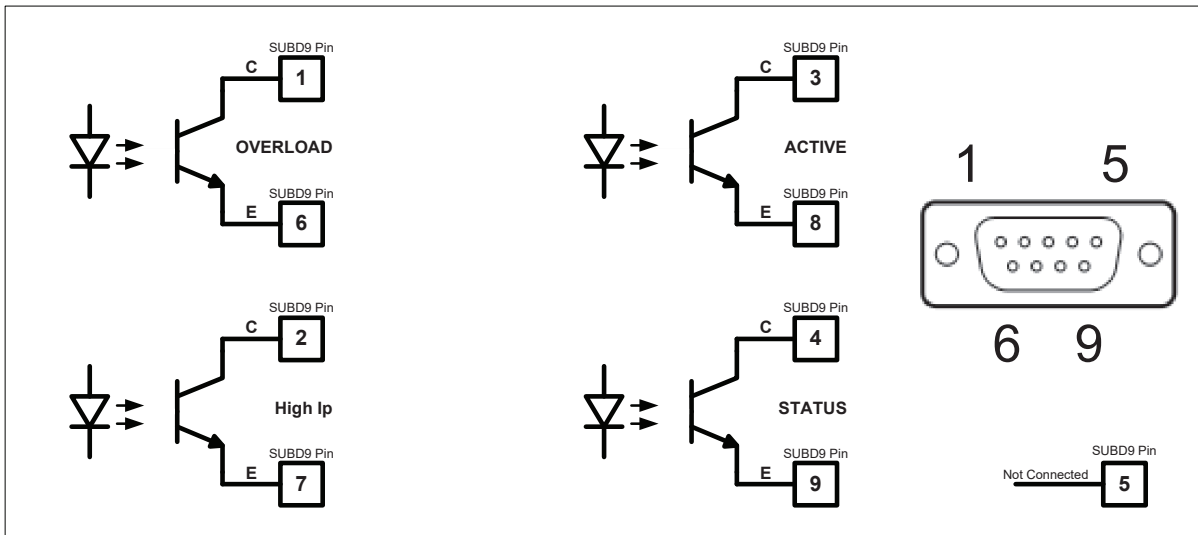 SUBD9 Pin
C
1
OVERLOAD
SUBD9 Pin
E
6
SUBD9 Pin
C
3
ACTIVE
SUBD9 Pin
E
8
1 5
6 9
SUBD9 Pin
C
2
High Ip
SUBD9 Pin
E
7
SUBD9 Pin
C
4
STATUS
SUBD9 Pin
E
9
SUBD9 Pin
Not Connected
5